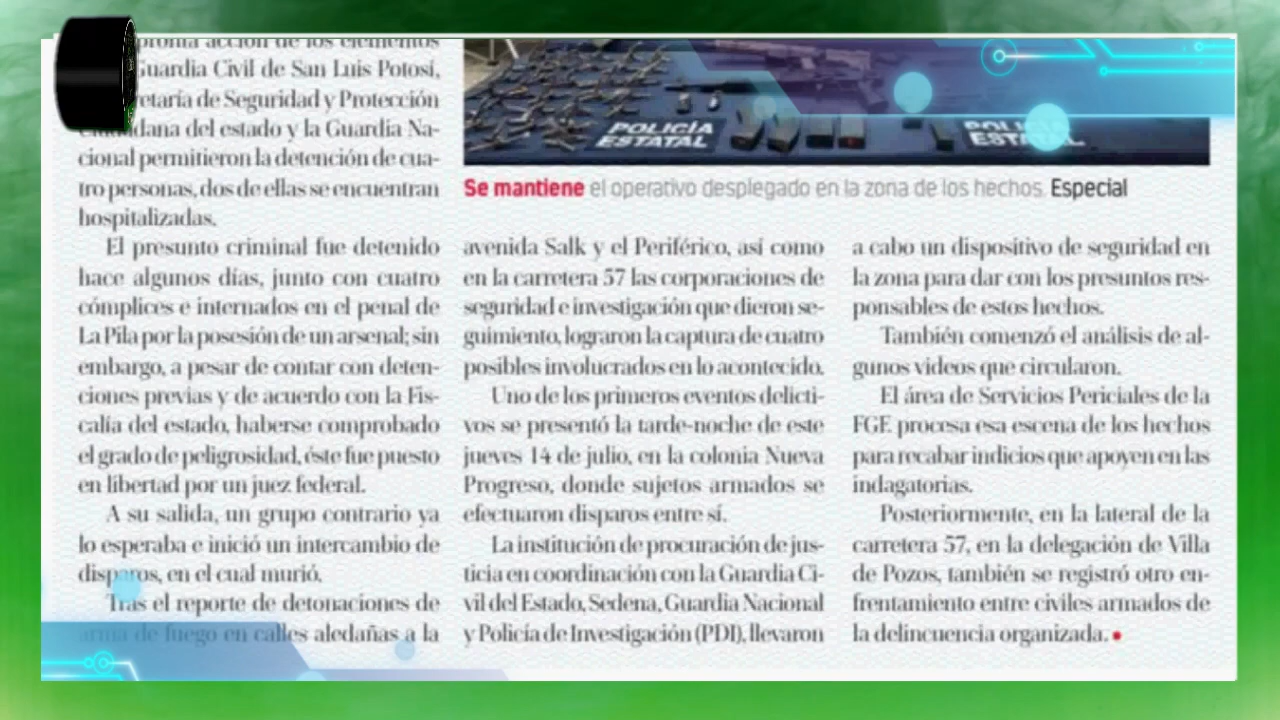 pronta acción de los elementos
Guardia Civil de San Luis Potosí,
retaría de Seguridad y Protección
Ciudadana del estado y la Guardia Na-
cional permitieron la detención de cua-
tro personas, dos de ellas se encuentran
hospitalizadas.
El presunto criminal fue detenido
hace algunos días, junto con cuatro
cómplices e internados en el penal de
La Pila por la posesión de un arsenal; sin
embargo, a pesar de contar con deten-
ciones previas y de acuerdo con la Fis-
calía del estado, haberse comprobado
el grado de peligrosidad, éste fue puesto
en libertad por un juez federal.
A su salida, un grupo contrario ya
lo esperaba e inició un intercambio de
disparos, en el cual murió.
Tras el reporte de detonaciones de
arma de fuego en calles aledañas a la
POLICÍA
ESTATAL
POLICÍA
ESTATAL
Se mantiene el operativo desplegado en la zona de los hechos. Especial
avenida Salk y el Periférico, así como
en la carretera 57 las corporaciones de
seguridad e investigación que dieron se-
guimiento, lograron la captura de cuatro
posibles involucrados en lo acontecido.
Uno de los primeros eventos delicti-
vos se presentó la tarde-noche de este
jueves 14 de julio, en la colonia Nueva
Progreso, donde sujetos armados se
efectuaron disparos entre sí.
La institución de procuración de jus-
ticia en coordinación con la Guardia Ci-
vil del Estado, Sedena, Guardia Nacional
y Policía de Investigación (PDI), llevaron
a cabo un dispositivo de seguridad en
la zona para dar con los presuntos res-
ponsables de estos hechos.
También comenzó el análisis de al-
gunos videos que circularon.
El área de Servicios Periciales de la
FGE procesa esa escena de los hechos
para recabar indicios que apoyen en las
indagatorias.
Posteriormente, en la lateral de la
carretera 57, en la delegación de Villa
de Pozos, también se registró otro en-
frentamiento entre civiles armados de
la delincuencia organizada.